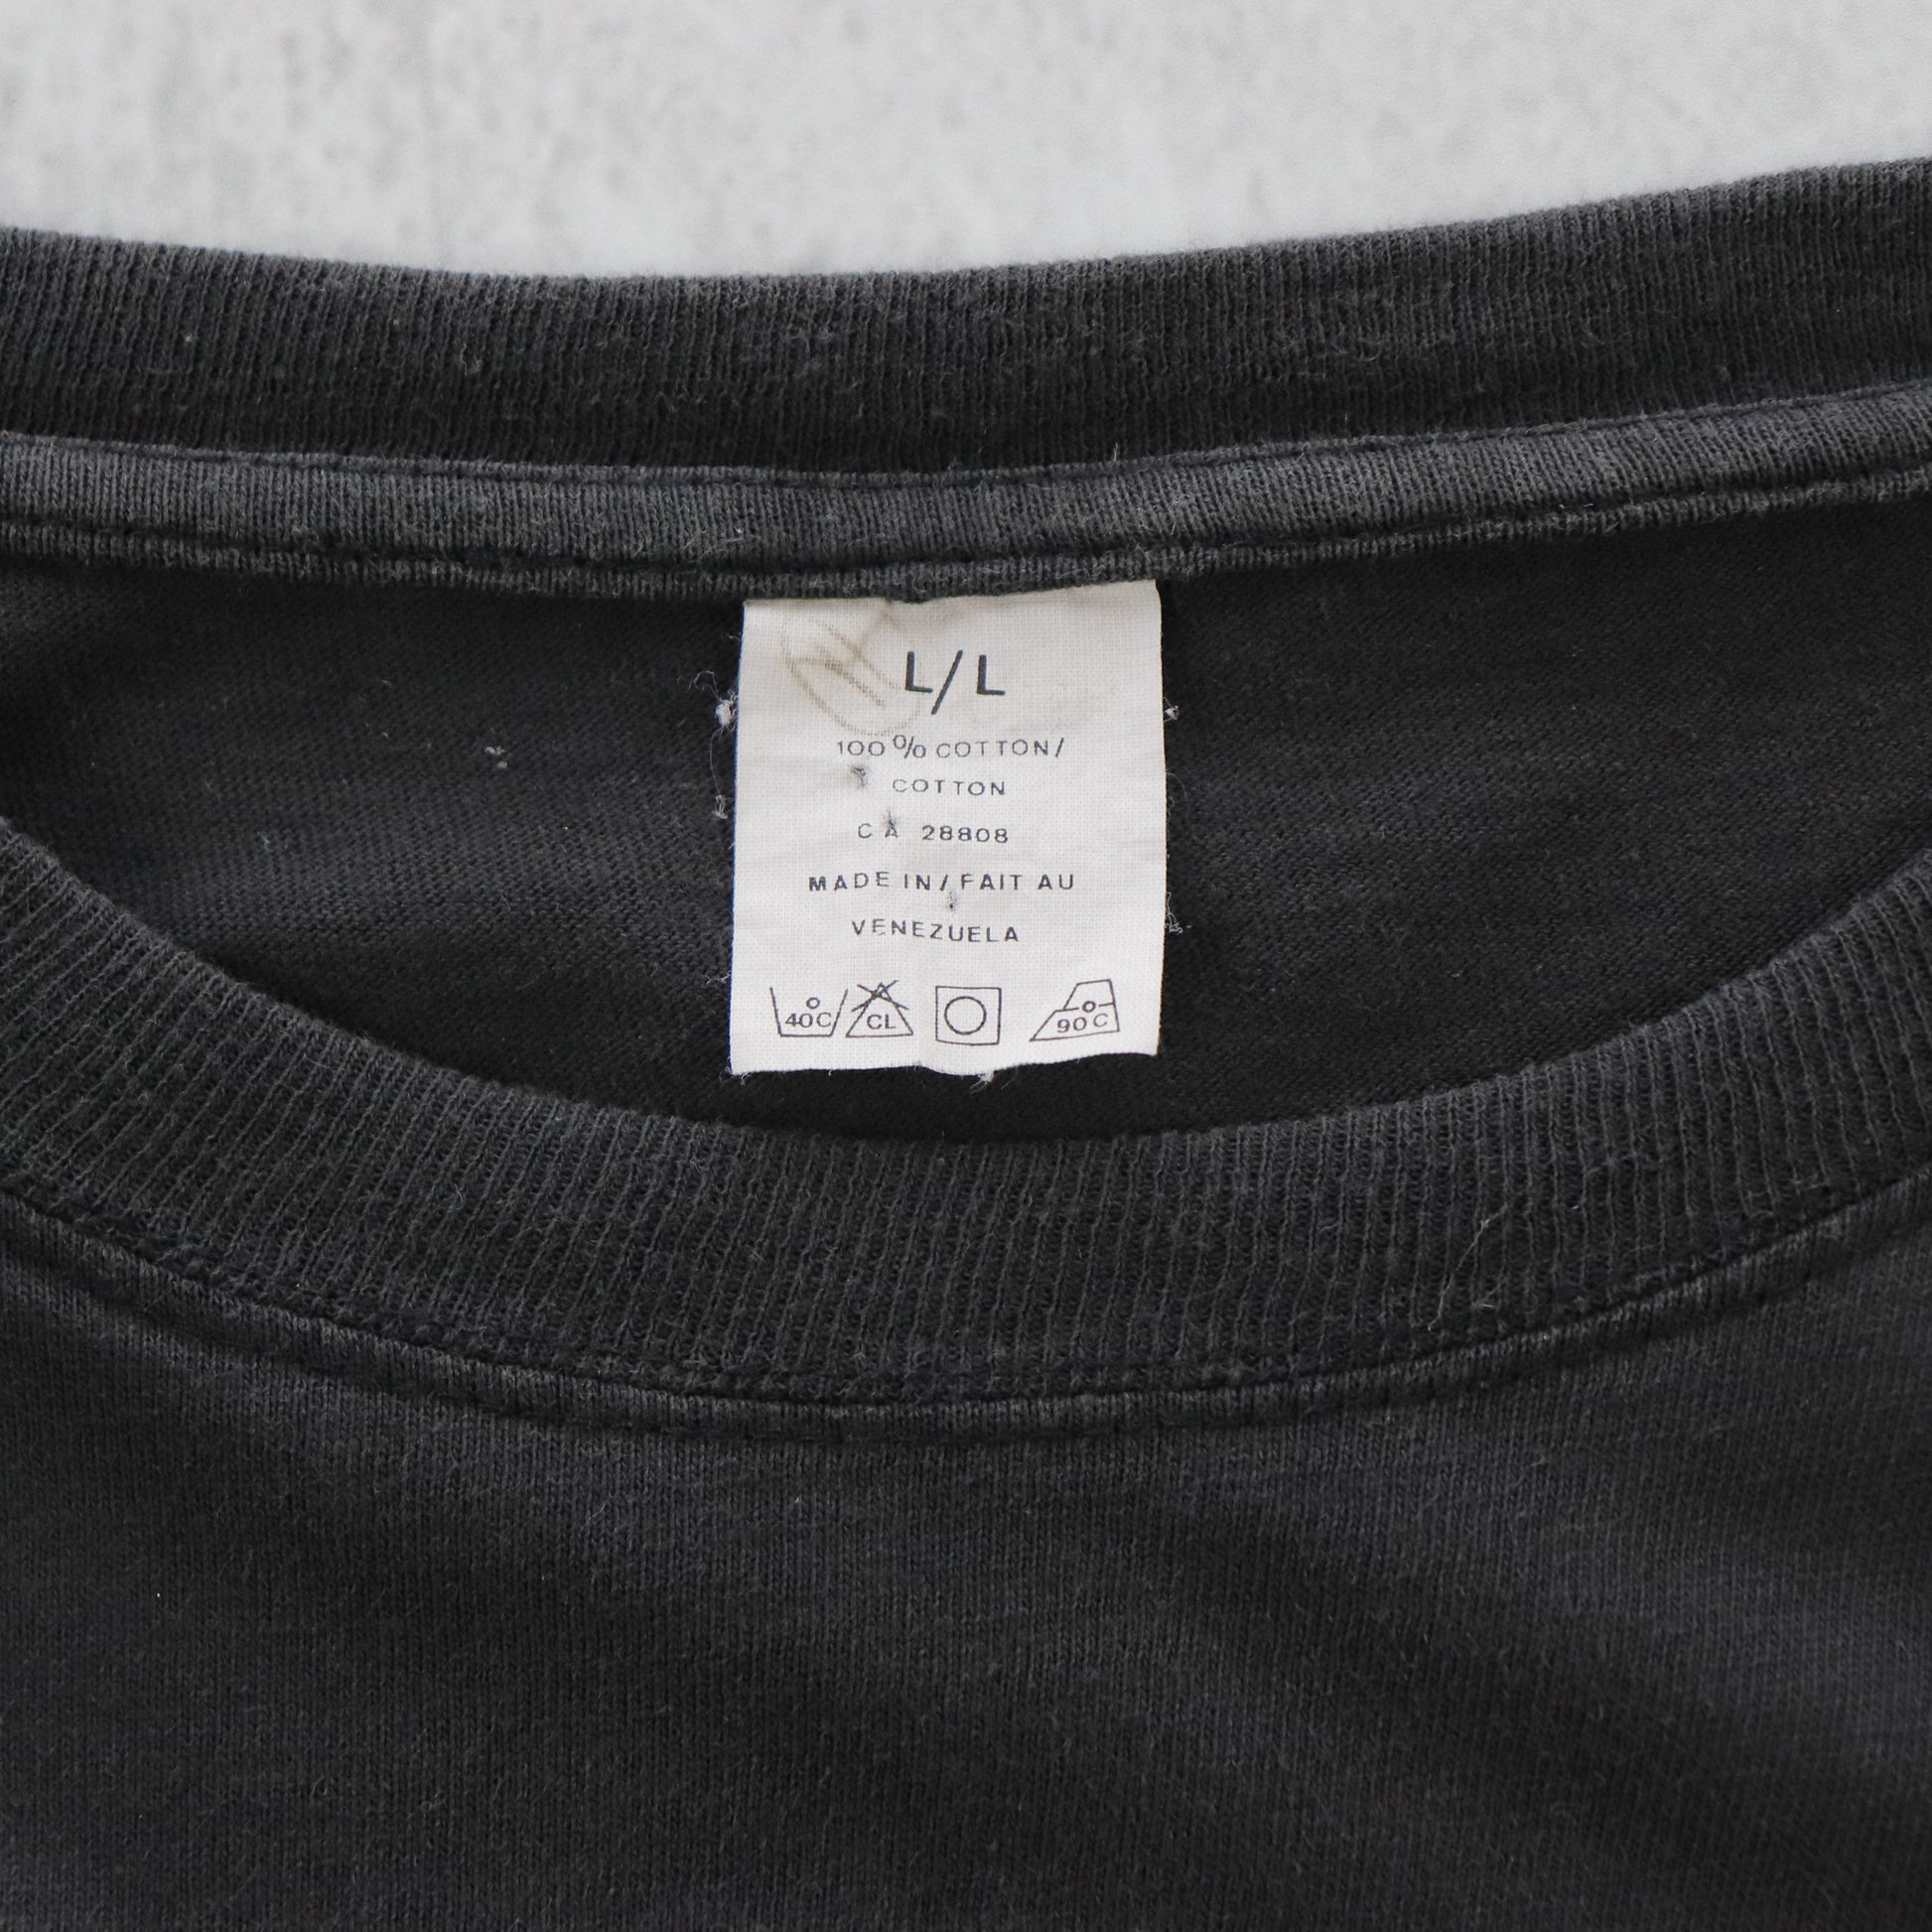 L/L
100% COTTON/
COTTON
CA 28808
MADE IN/FAIT AU
VENEZUELA
40°C CL 90°C